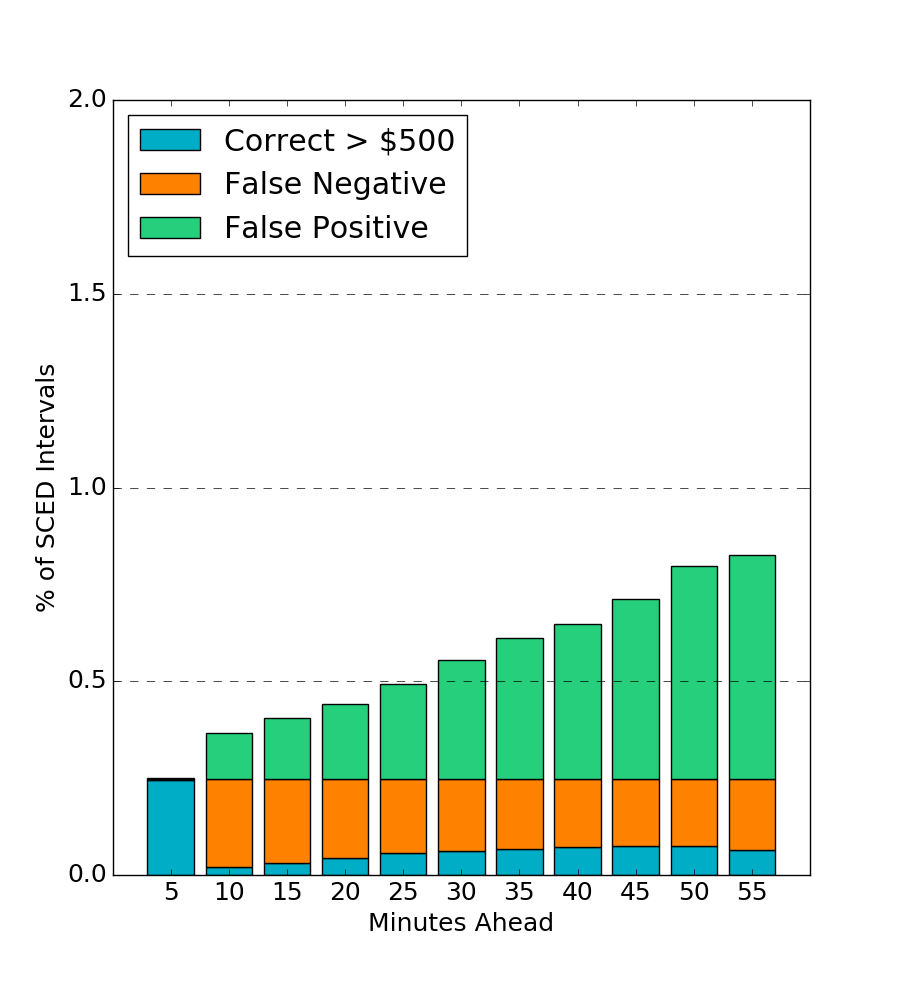 2.0
Correct > $500
False Negative
False Positive
1.5
% of SCED Intervals
1.0
0.5
0.0
5 10 15 20 25 30 35 40 45 50 55
Minutes Ahead